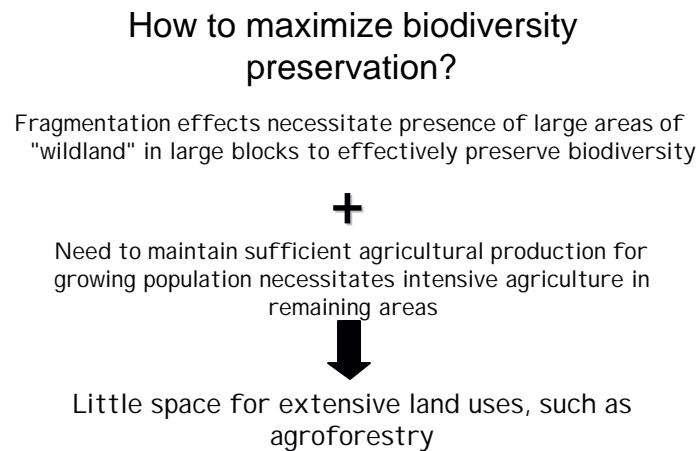 How to maximize biodiversity
preservation?
Fragmentation effects necessitate presence of large areas of
"wildland" in large blocks to effectively preserve biodiversity
+
Need to maintain sufficient agricultural production for
growing population necessitates intensive agriculture in
remaining areas
Little space for extensive land uses, such as
agroforestry